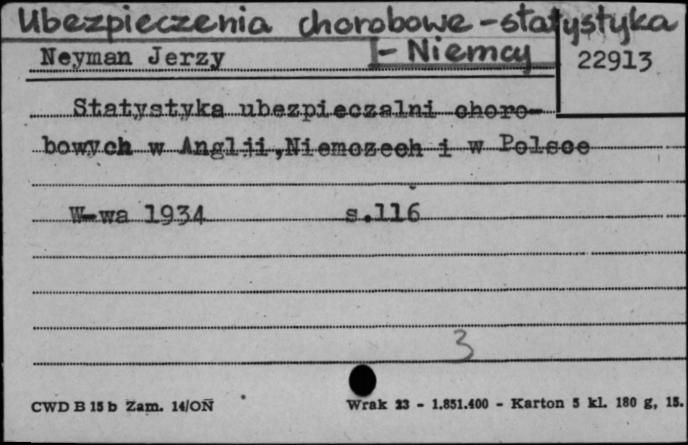 Ubezpieczenia chorobowe - statystyka
Neyman Jerzy
I - Niemcy
22913
Statystyka ubezpieczalni choro-
bowych w Anglji,Niemczech i w Polsce
W-wa 1934 s.116
3
CWD B 15 b Zam. 14/OŃ
Wrak 23 - 1.851.400 - Karton 5 kl. 180 g, 15.